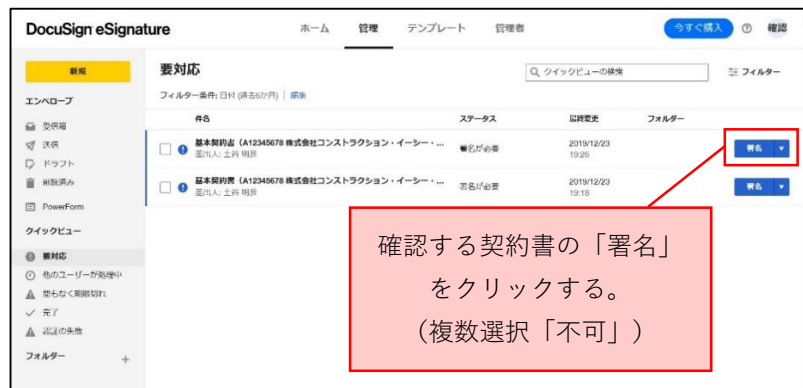 DocuSign eSignature
ホーム 管理 テンプレート 管理者
今すぐ購入 確認
新規
要対応
クイックビューの検索
フィルター
フィルター条件: 日付 (過去6か月) | 編集
エンベロープ
件名 ステータス 最終変更 フォルダー
受信箱
送信
ドラフト
削除済み
PowerForm
基本契約書（A12345678 株式会社コンストラクション・イーシー・...
差出人: 土谷 明彦
署名が必要
2019/12/23
19:26
署名
基本契約書（A12345678 株式会社コンストラクション・イーシー・...
差出人: 土谷 明彦
署名が必要
2019/12/23
19:18
署名
クイックビュー
要対応
他のユーザーが処理中
間もなく期限切れ
完了
認証の失敗
フォルダー +
確認する契約書の「署名」
をクリックする。
（複数選択「不可」）